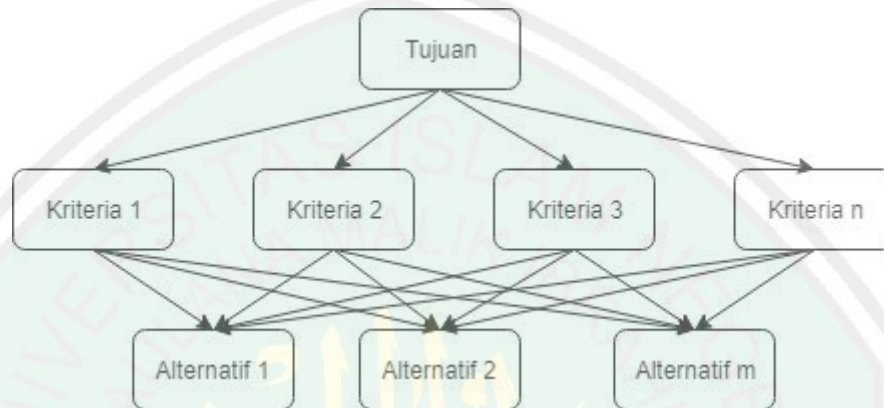 Tujuan
Kriteria 1
Kriteria 2
Kriteria 3
Kriteria n
Alternatif 1
Alternatif 2
Alternatif m